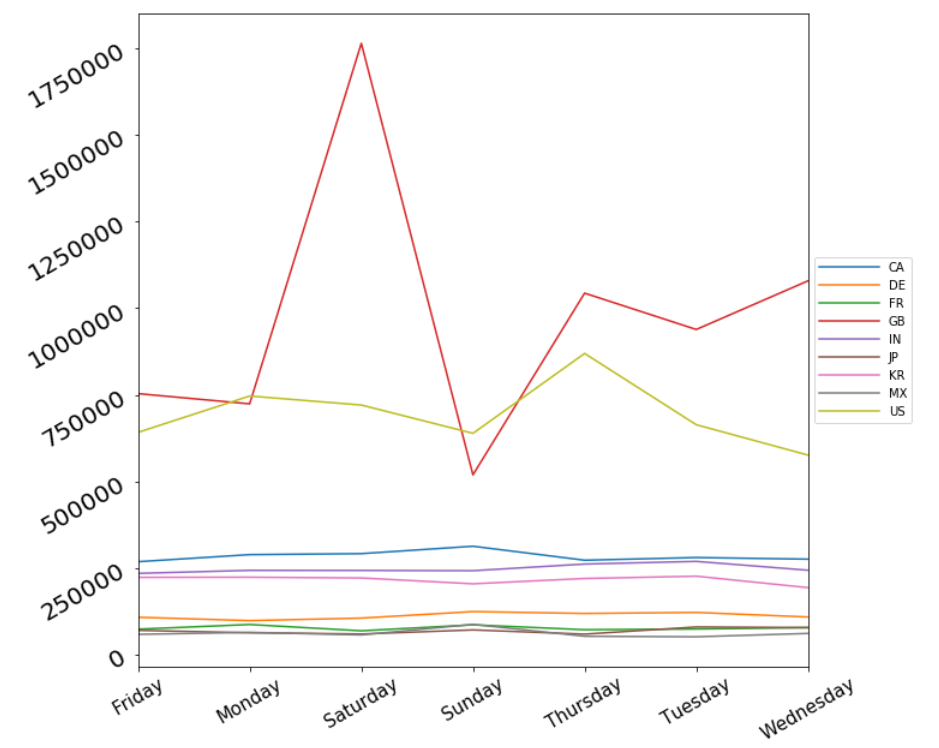 1750000
1500000
1250000
1000000
750000
500000
250000
0
Friday
Monday
Saturday
Sunday
Thursday
Tuesday
Wednesday
CA
DE
FR
GB
IN
JP
KR
MX
US